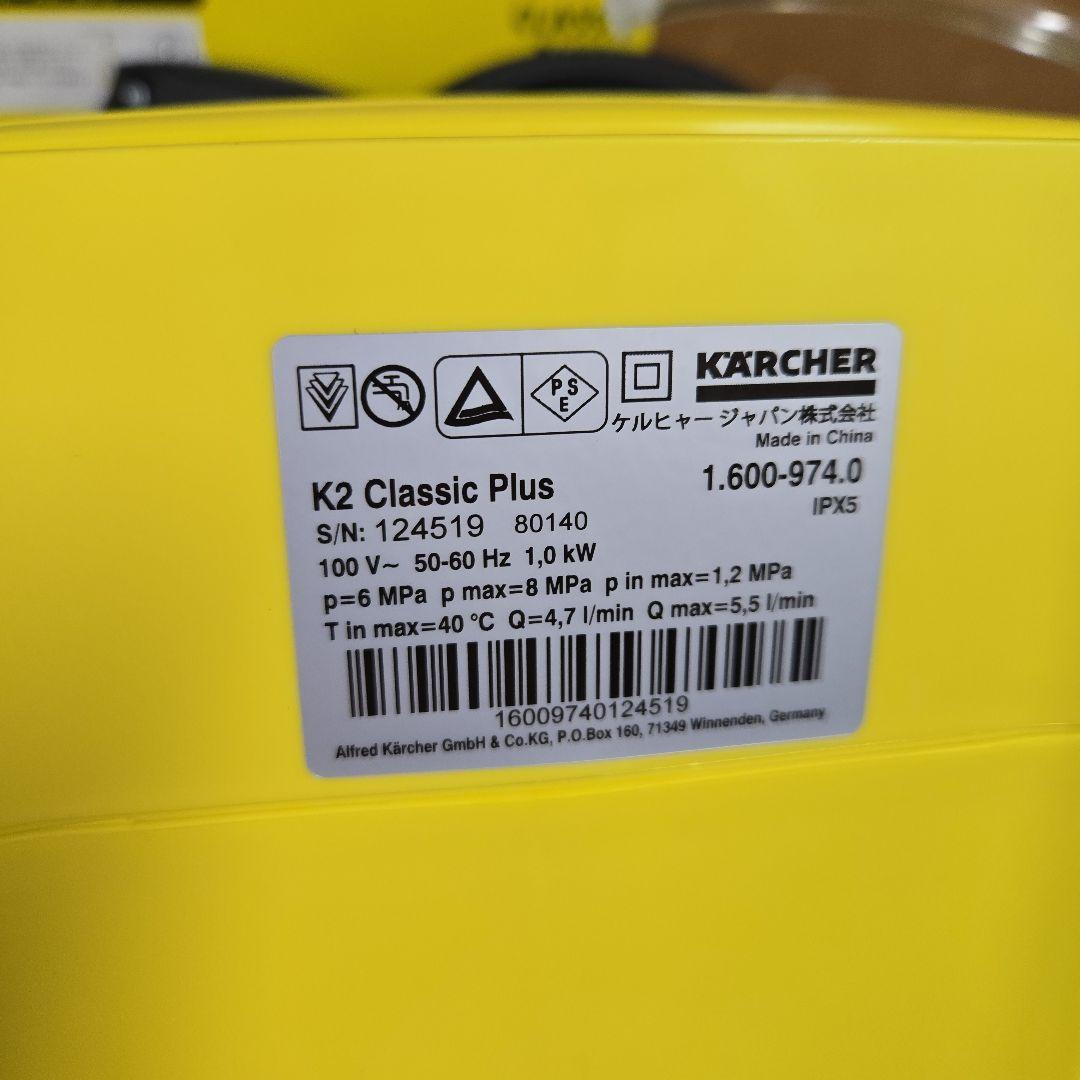 PSE
KÄRCHER
ケルヒャー ジャパン株式会社
Made in China
K2 Classic Plus
1.600-974.0
IPX5
S/N: 124519 80140
100 V~ 50-60 Hz 1,0 kW
p=6 MPa p max=8 MPa p in max=1,2 MPa
T in max=40 °C Q=4,7 l/min Q max=5,5 l/min
16009740124519
Alfred Kärcher GmbH & Co.KG, P.O.Box 160, 71349 Winnenden, Germany